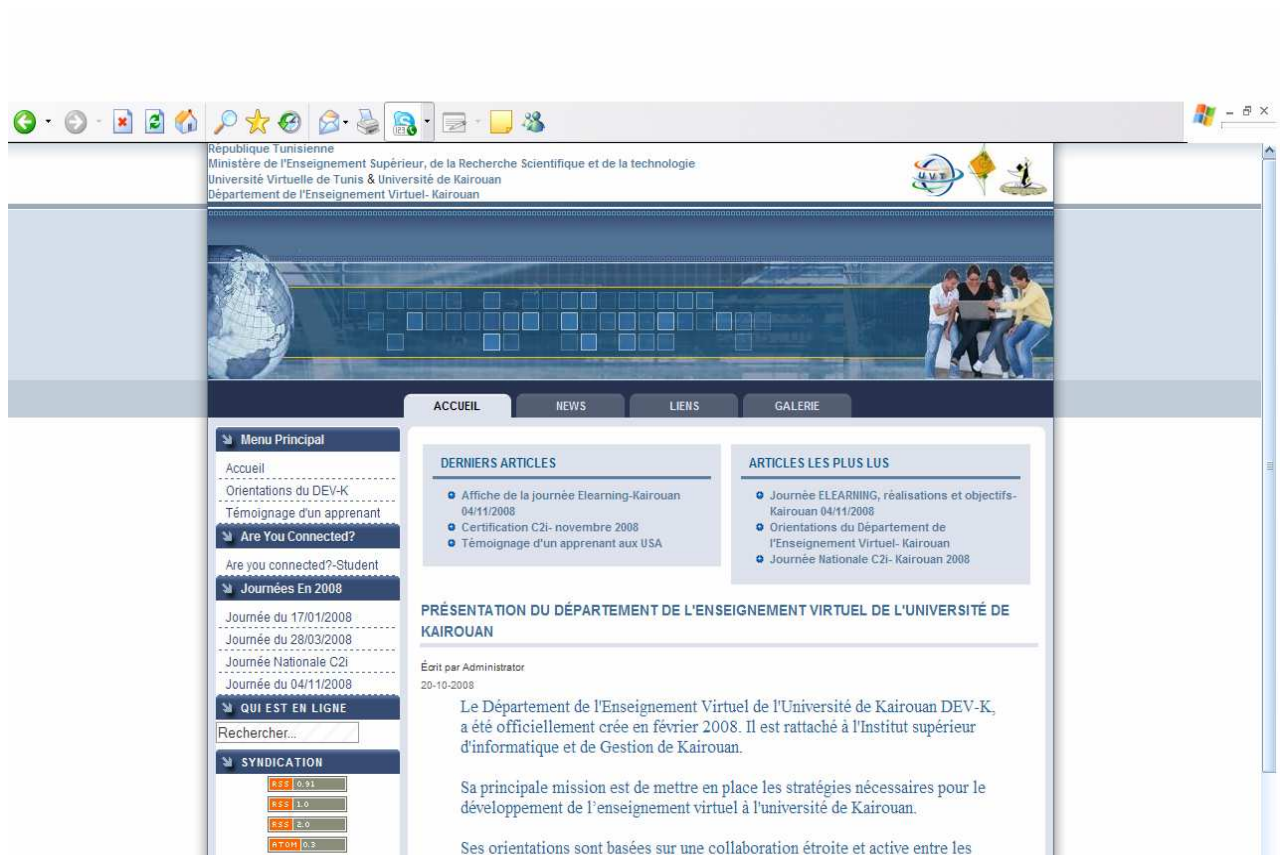 République Tunisienne
Ministère de l'Enseignement Supèrieur, de la Recherche Scientifique et de la technologie
Université Virtuelle de Tunis & Université de Kairouan
Département de l'Enseignement Virtuel- Kairouan
UVT
ACCUEIL NEWS LIENS GALERIE
Menu Principal
Accueil
Orientations du DEV-K
Témoignage d'un apprenant
Are You Connected?
Are you connected?-Student
Journées En 2008
Journée du 17/01/2008
Journée du 28/03/2008
Journée Nationale C2i
Journée du 04/11/2008
QUI EST EN LIGNE
Rechercher...
SYNDICATION
RSS 0.91
RSS 1.0
RSS 2.0
ATOM 0.3
DERNIERS ARTICLES
Affiche de la journée Elearning-Kairouan
04/11/2008
Certification C2i- novembre 2008
Tèmoignage d'un apprenant aux USA
ARTICLES LES PLUS LUS
Journée ELEARNING, rèalisations et objectifs-
Kairouan 04/11/2008
Orientations du Département de
l'Enseignement Virtuel- Kairouan
Journèe Nationale C2i- Kairouan 2008
PRÉSENTATION DU DÉPARTEMENT DE L'ENSEIGNEMENT VIRTUEL DE L'UNIVERSITÉ DE
KAIROUAN
Écrit par Administrator
20-10-2008
Le Département de l'Enseignement Virtuel de l'Université de Kairouan DEV-K,
a été officiellement crée en février 2008. Il est rattaché à l'Institut supérieur
d'informatique et de Gestion de Kairouan.
Sa principale mission est de mettre en place les stratégies nécessaires pour le
développement de l'enseignement virtuel à l'université de Kairouan.
Ses orientations sont basées sur une collaboration étroite et active entre les